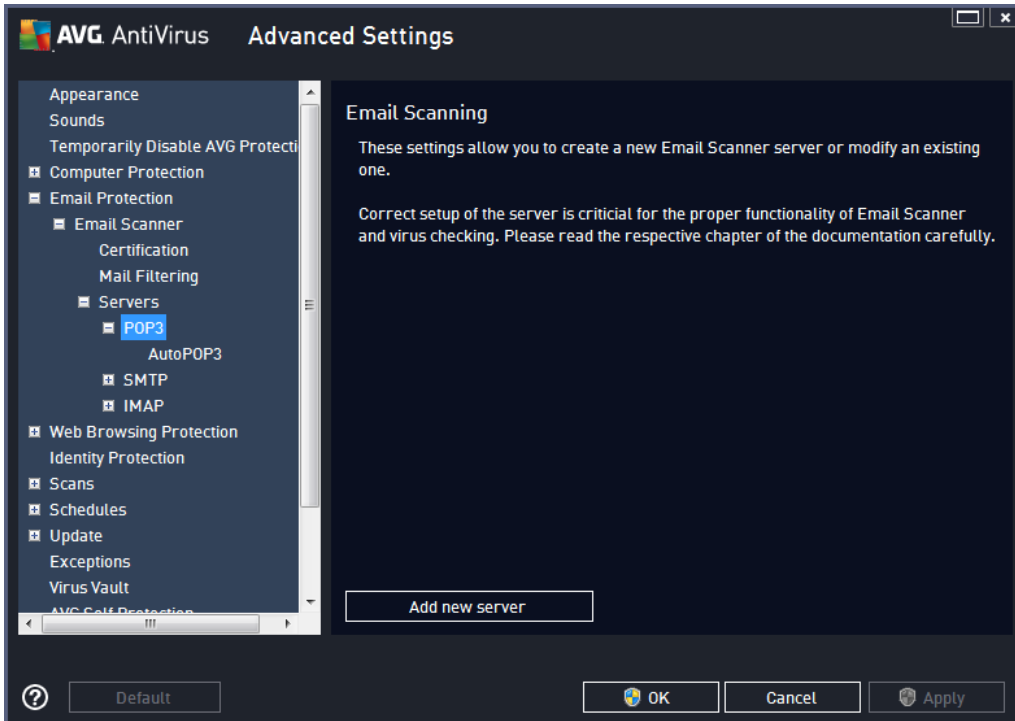 AVG. AntiVirus Advanced Settings
Appearance
Sounds
Temporarily Disable AVG Protecti
Computer Protection
Email Protection
Email Scanner
Certification
Mail Filtering
Servers
POP3
AutoPOP3
SMTP
IMAP
Web Browsing Protection
Identity Protection
Scans
Schedules
Update
Exceptions
Virus Vault
AVG Self Protection
Email Scanning
These settings allow you to create a new Email Scanner server or modify an existing
one.
Correct setup of the server is criticial for the proper functionality of Email Scanner
and virus checking. Please read the respective chapter of the documentation carefully.
Add new server
Default
OK
Cancel
Apply